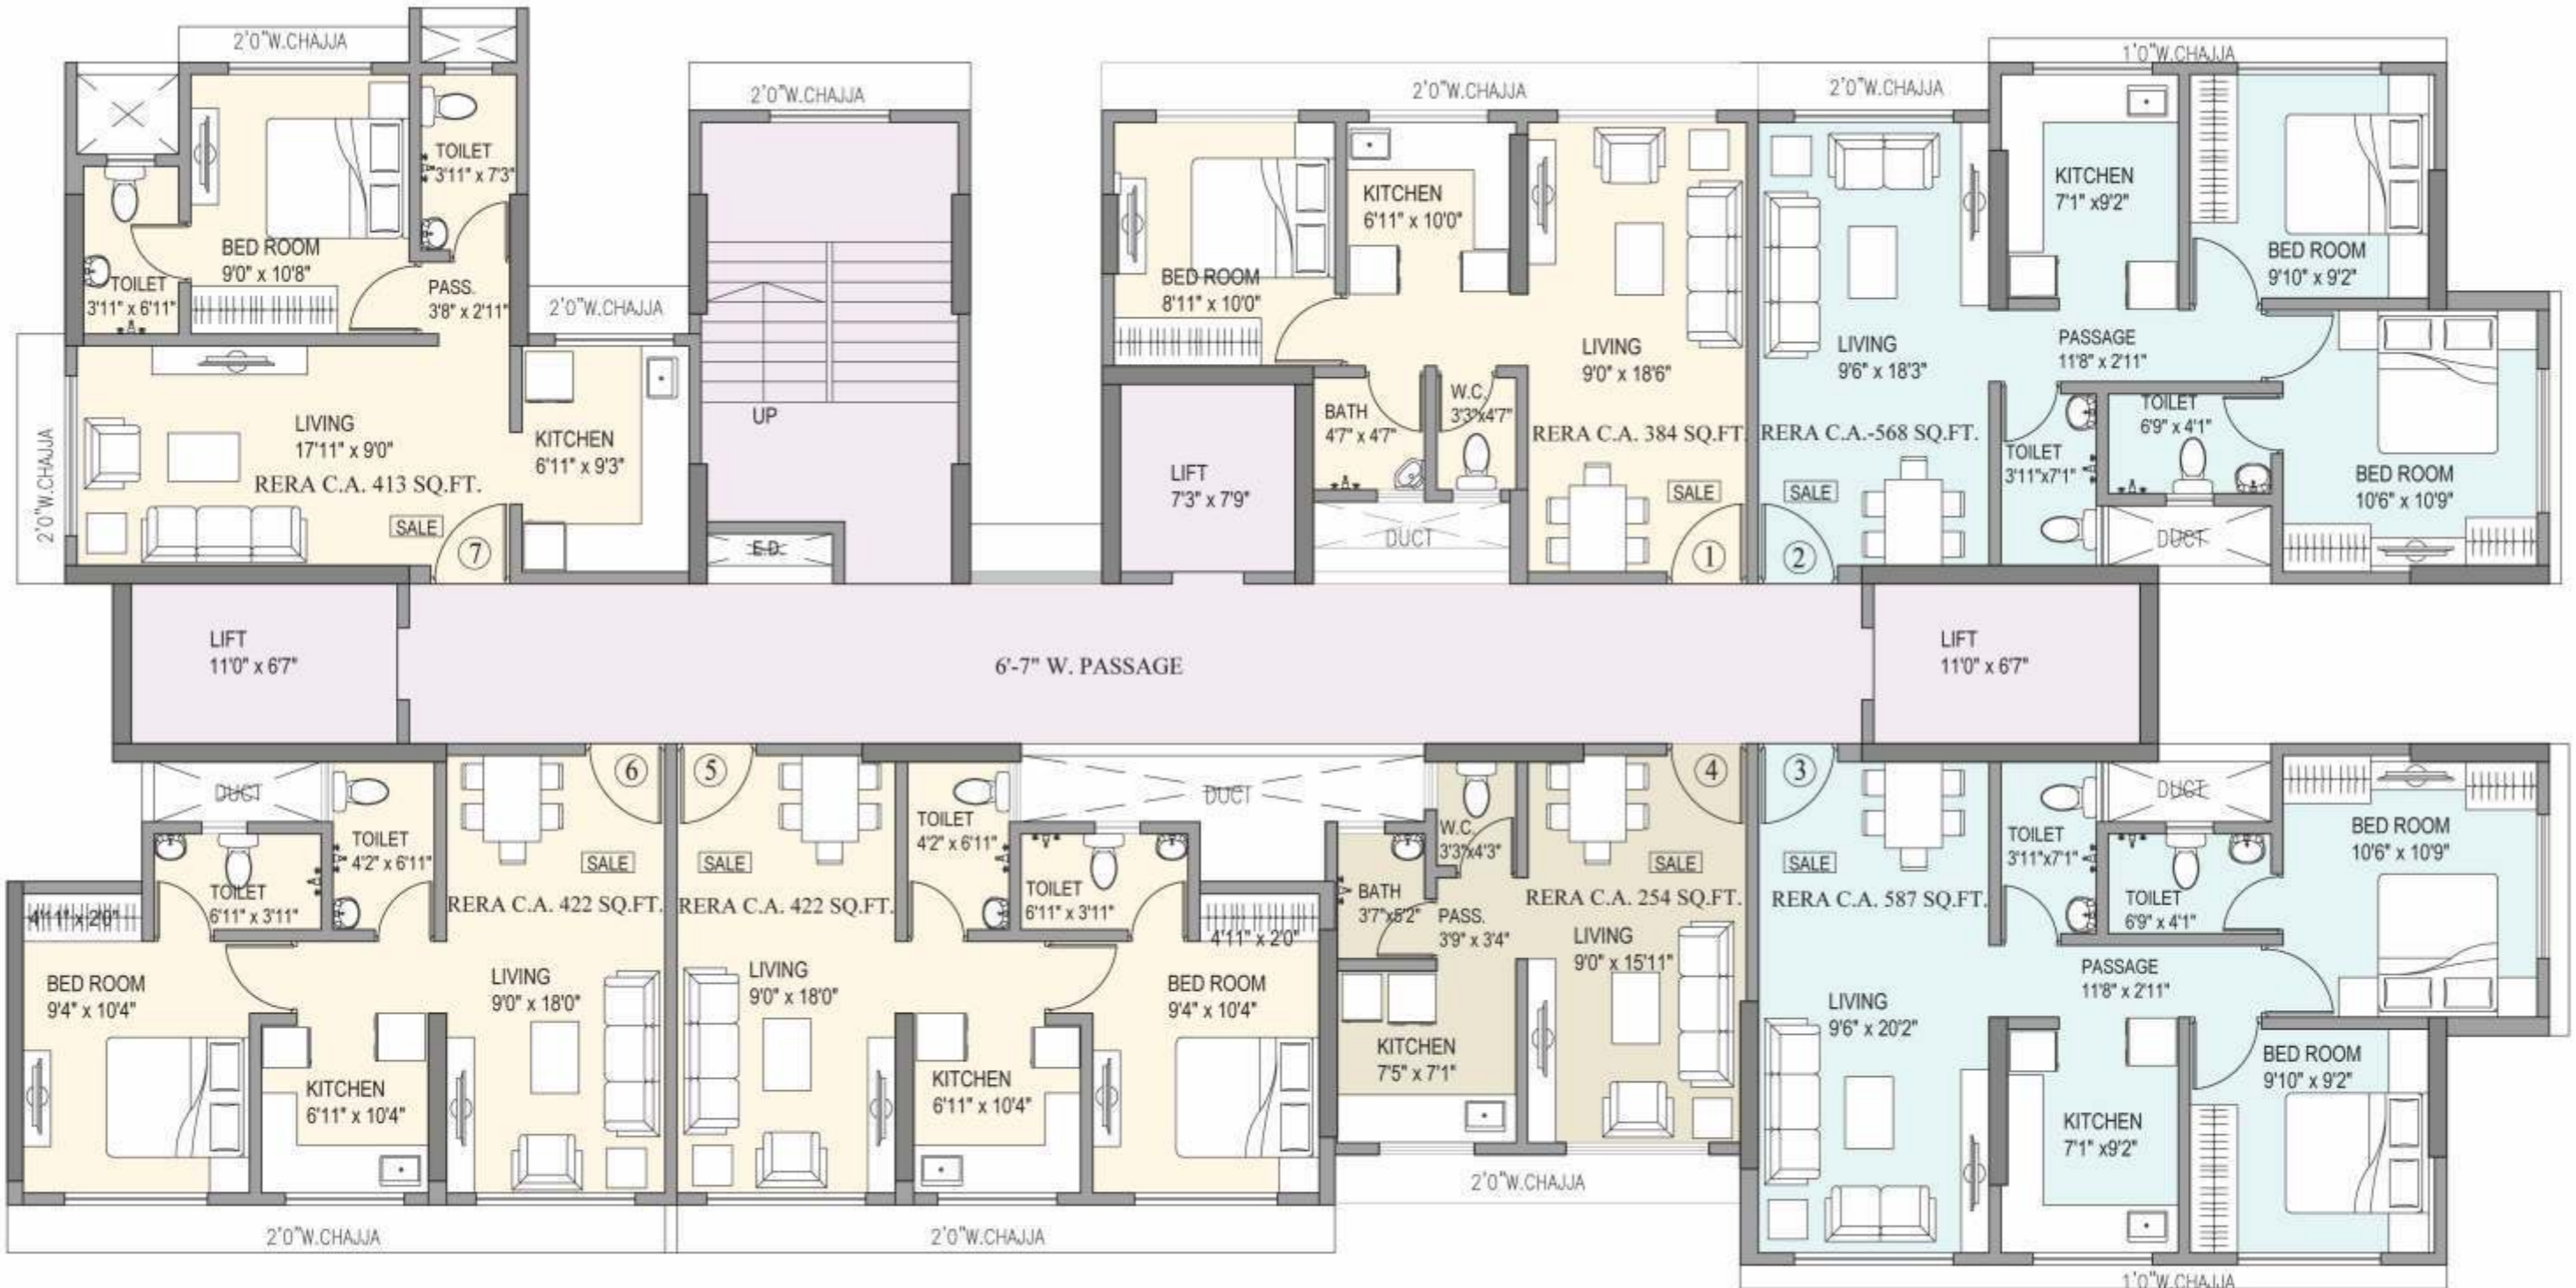 2'0"W.CHAJJA
TOILET
3'11" x 7'3"
BED ROOM
9'0" x 10'8"
TOILET
3'11" x 6'11"
PASS.
3'8" x 2'11"
2'0"W.CHAJJA
2'0"W.CHAJJA
LIVING
17'11" x 9'0"
RERA C.A. 413 SQ.FT.
SALE
7
KITCHEN
6'11" x 9'3"
2'0"W.CHAJJA
UP
E.D.
2'0"W.CHAJJA
BED ROOM
8'11" x 10'0"
KITCHEN
6'11" x 10'0"
LIVING
9'0" x 18'6"
BATH
4'7" x 4'7"
W.C.
3'3"x4'7"
RERA C.A. 384 SQ.FT.
SALE
1
LIFT
7'3" x 7'9"
DUCT
2'0"W.CHAJJA
1'0"W.CHAJJA
KITCHEN
7'1" x9'2"
BED ROOM
9'10" x 9'2"
LIVING
9'6" x 18'3"
PASSAGE
11'8" x 2'11"
RERA C.A.-568 SQ.FT.
SALE
2
TOILET
3'11"x7'1"
TOILET
6'9" x 4'1"
BED ROOM
10'6" x 10'9"
DUCT
LIFT
11'0" x 6'7"
6'-7" W. PASSAGE
LIFT
11'0" x 6'7"
DUCT
TOILET
4'2" x 6'11"
TOILET
6'11" x 3'11"
4'11" x 2'0"
BED ROOM
9'4" x 10'4"
KITCHEN
6'11" x 10'4"
6
SALE
RERA C.A. 422 SQ.FT.
LIVING
9'0" x 18'0"
2'0"W.CHAJJA
5
SALE
RERA C.A. 422 SQ.FT.
LIVING
9'0" x 18'0"
TOILET
4'2" x 6'11"
TOILET
6'11" x 3'11"
4'11" x 2'0"
BED ROOM
9'4" x 10'4"
KITCHEN
6'11" x 10'4"
2'0"W.CHAJJA
DUCT
W.C.
3'3"x4'3"
BATH
3'7"x5'2"
PASS.
3'9" x 3'4"
4
SALE
RERA C.A. 254 SQ.FT.
LIVING
9'0" x 15'11"
KITCHEN
7'5" x 7'1"
2'0"W.CHAJJA
3
SALE
RERA C.A. 587 SQ.FT.
TOILET
3'11"x7'1"
DUCT
TOILET
6'9" x 4'1"
BED ROOM
10'6" x 10'9"
LIVING
9'6" x 20'2"
PASSAGE
11'8" x 2'11"
KITCHEN
7'1" x9'2"
BED ROOM
9'10" x 9'2"
1'0"W.CHAJJA